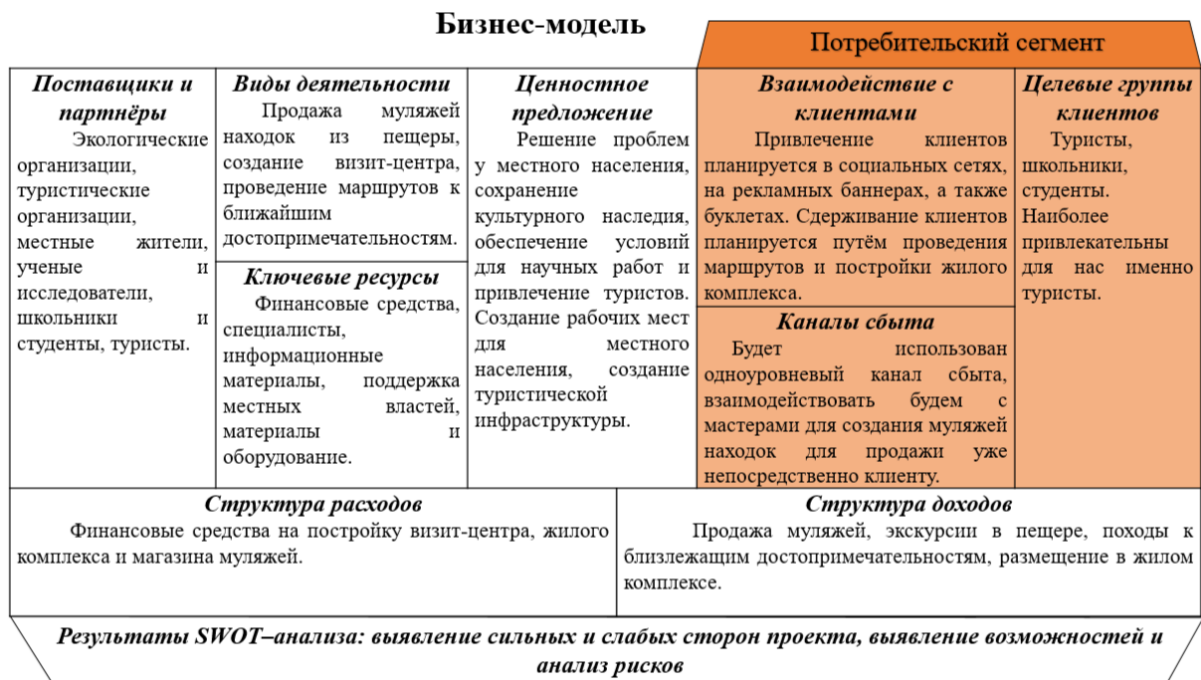 Бизнес-модель
Потребительский сегмент
Поставщики и
партнёры
Экологические
организации,
туристические
организации,
местные жители,
ученые и
исследователи,
школьники и
студенты, туристы.
Виды деятельности
Продажа муляжей
находок из пещеры,
создание визит-центра,
проведение маршрутов к
ближайшим
достопримечательностям.
Ключевые ресурсы
Финансовые средства,
специалисты,
информационные
материалы, поддержка
местных властей,
материалы и
оборудование.
Ценностное
предложение
Решение проблем
у местного населения,
сохранение
культурного наследия,
обеспечение условий
для научных работ и
привлечение туристов.
Создание рабочих мест
для местного
населения, создание
туристической
инфраструктуры.
Взаимодействие с
клиентами
Привлечение клиентов
планируется в социальных сетях,
на рекламных баннерах, а также
буклетах. Сдерживание клиентов
планируется путём проведения
маршрутов и постройки жилого
комплекса.
Каналы сбыта
Будет использован
одноуровневый канал сбыта,
взаимодействовать будем с
мастерами для создания муляжей
находок для продажи уже
непосредственно клиенту.
Целевые группы
клиентов
Туристы,
школьники,
студенты.
Наиболее
привлекательны
для нас именно
туристы.
Структура расходов
Финансовые средства на постройку визит-центра, жилого
комплекса и магазина муляжей.
Структура доходов
Продажа муляжей, экскурсии в пещере, походы к
близлежащим достопримечательностям, размещение в жилом
комплексе.
Результаты SWOT–анализа: выявление сильных и слабых сторон проекта, выявление возможностей и
анализ рисков